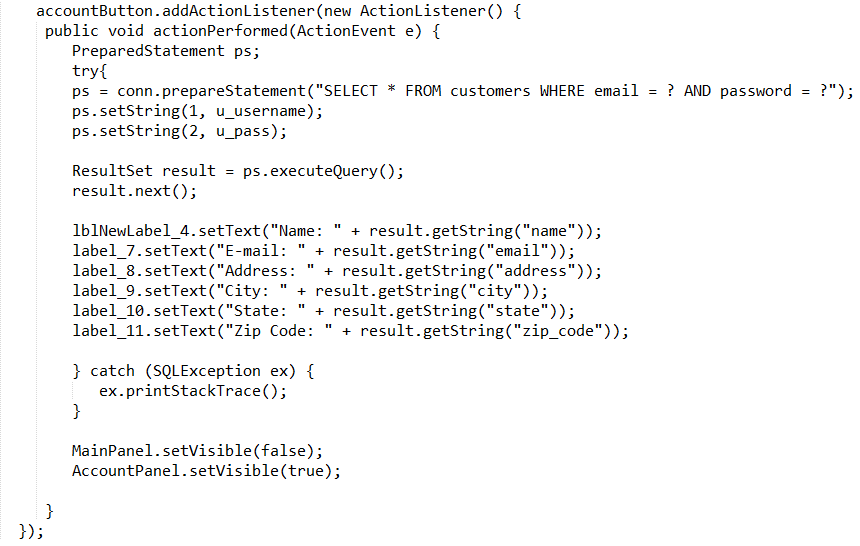 accountButton.addActionListener(new ActionListener() {
public void actionPerformed(ActionEvent e) {
PreparedStatement ps;
try{
ps = conn.prepareStatement("SELECT * FROM customers WHERE email = ? AND password = ?");
ps.setString(1, u_username);
ps.setString(2, u_pass);
ResultSet result = ps.executeQuery();
result.next();
lblNewLabel_4.setText("Name: " + result.getString("name"));
label_7.setText("E-mail: " + result.getString("email"));
label_8.setText("Address: " + result.getString("address"));
label_9.setText("City: " + result.getString("city"));
label_10.setText("State: " + result.getString("state"));
label_11.setText("Zip Code: " + result.getString("zip_code"));
} catch (SQLException ex) {
ex.printStackTrace();
}
MainPanel.setVisible(false);
AccountPanel.setVisible(true);
}
});